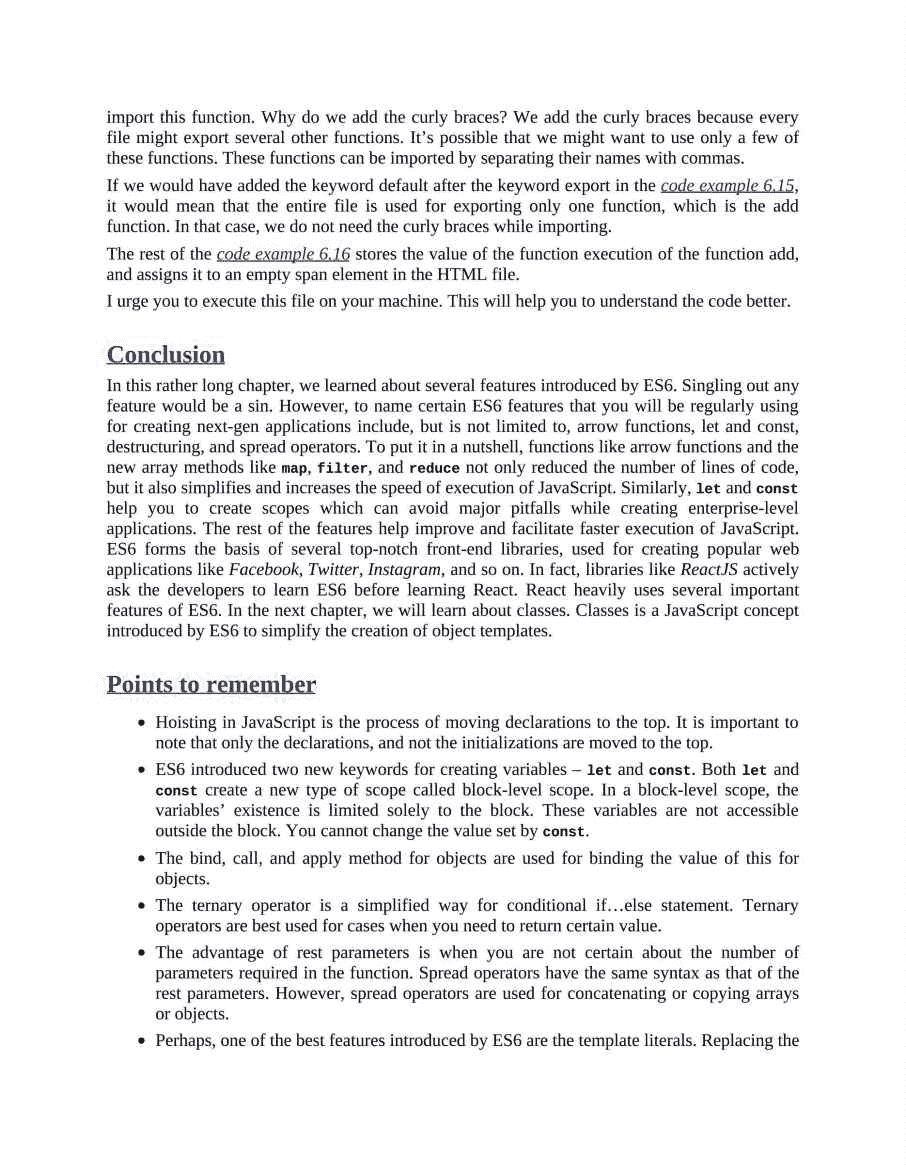 import this function. Why do we add the curly braces? We add the curly braces because every
file might export several other functions. It’s possible that we might want to use only a few of
these functions. These functions can be imported by separating their names with commas.
If we would have added the keyword default after the keyword export in the code example 6.15,
it would mean that the entire file is used for exporting only one function, which is the add
function. In that case, we do not need the curly braces while importing.
The rest of the code example 6.16 stores the value of the function execution of the function add,
and assigns it to an empty span element in the HTML file.
I urge you to execute this file on your machine. This will help you to understand the code better.
Conclusion
In this rather long chapter, we learned about several features introduced by ES6. Singling out any
feature would be a sin. However, to name certain ES6 features that you will be regularly using
for creating next-gen applications include, but is not limited to, arrow functions, let and const,
destructuring, and spread operators. To put it in a nutshell, functions like arrow functions and the
new array methods like map, filter, and reduce not only reduced the number of lines of code,
but it also simplifies and increases the speed of execution of JavaScript. Similarly, let and const
help you to create scopes which can avoid major pitfalls while creating enterprise-level
applications. The rest of the features help improve and facilitate faster execution of JavaScript.
ES6 forms the basis of several top-notch front-end libraries, used for creating popular web
applications like Facebook, Twitter, Instagram, and so on. In fact, libraries like ReactJS actively
ask the developers to learn ES6 before learning React. React heavily uses several important
features of ES6. In the next chapter, we will learn about classes. Classes is a JavaScript concept
introduced by ES6 to simplify the creation of object templates.
Points to remember
• Hoisting in JavaScript is the process of moving declarations to the top. It is important to
note that only the declarations, and not the initializations are moved to the top.
• ES6 introduced two new keywords for creating variables – let and const. Both let and
const create a new type of scope called block-level scope. In a block-level scope, the
variables’ existence is limited solely to the block. These variables are not accessible
outside the block. You cannot change the value set by const.
• The bind, call, and apply method for objects are used for binding the value of this for
objects.
• The ternary operator is a simplified way for conditional if…else statement. Ternary
operators are best used for cases when you need to return certain value.
• The advantage of rest parameters is when you are not certain about the number of
parameters required in the function. Spread operators have the same syntax as that of the
rest parameters. However, spread operators are used for concatenating or copying arrays
or objects.
• Perhaps, one of the best features introduced by ES6 are the template literals. Replacing the